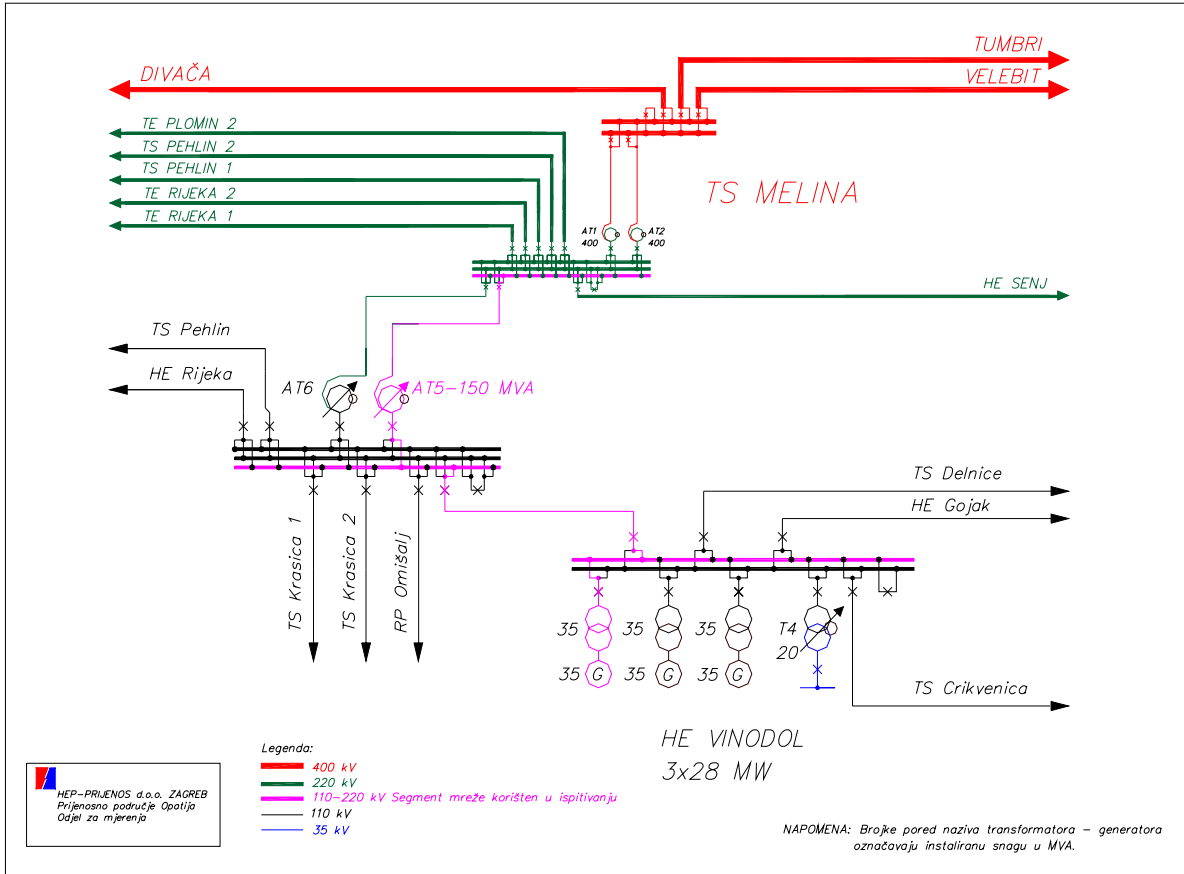 TUMBRI
DIVAČA
VELEBIT
TE PLOMIN 2
TS PEHLIN 2
TS PEHLIN 1
TE RIJEKA 2
TE RIJEKA 1
TS MELINA
AT1
400
AT2
400
HE SENJ
TS Pehlin
HE Rijeka
AT6
AT5-150 MVA
TS Krasica 1
TS Krasica 2
RP Omišalj
TS Delnice
HE Gojak
35
35
35
T4
20
35
G
35
G
35
G
TS Crikvenica
HE VINODOL
3x28 MW
Legenda:
400 kV
220 kV
110-220 kV Segment mreže korišten u ispitivanju
110 kV
35 kV
HEP-PRIJENOS d.o.o. ZAGREB
Prijenosno područje Opatija
Odjel za mjerenja
NAPOMENA: Brojke pored naziva transformatora - generatora
označavaju instaliranu snagu u MVA.